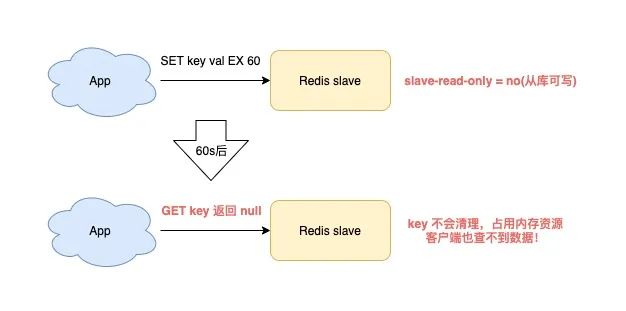 App
SET key val EX 60
Redis slave
slave-read-only = no(从库可写)
60s后
App
GET key 返回 null
Redis slave
key 不会清理，占用内存资源
客户端也查不到数据！